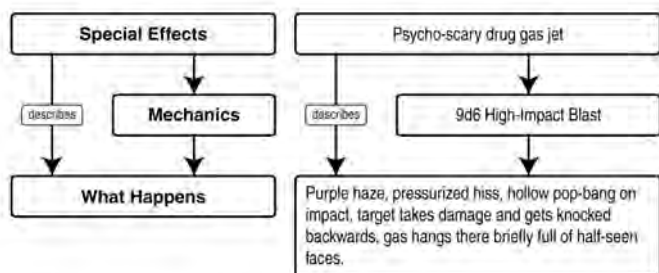 Special Effects
Psycho-scary drug gas jet
describes
describes
Mechanics
9d6 High-Impact Blast
What Happens
Purple haze, pressurized hiss, hollow pop-bang on
impact, target takes damage and gets knocked
backwards, gas hangs there briefly full of half-seen
faces.